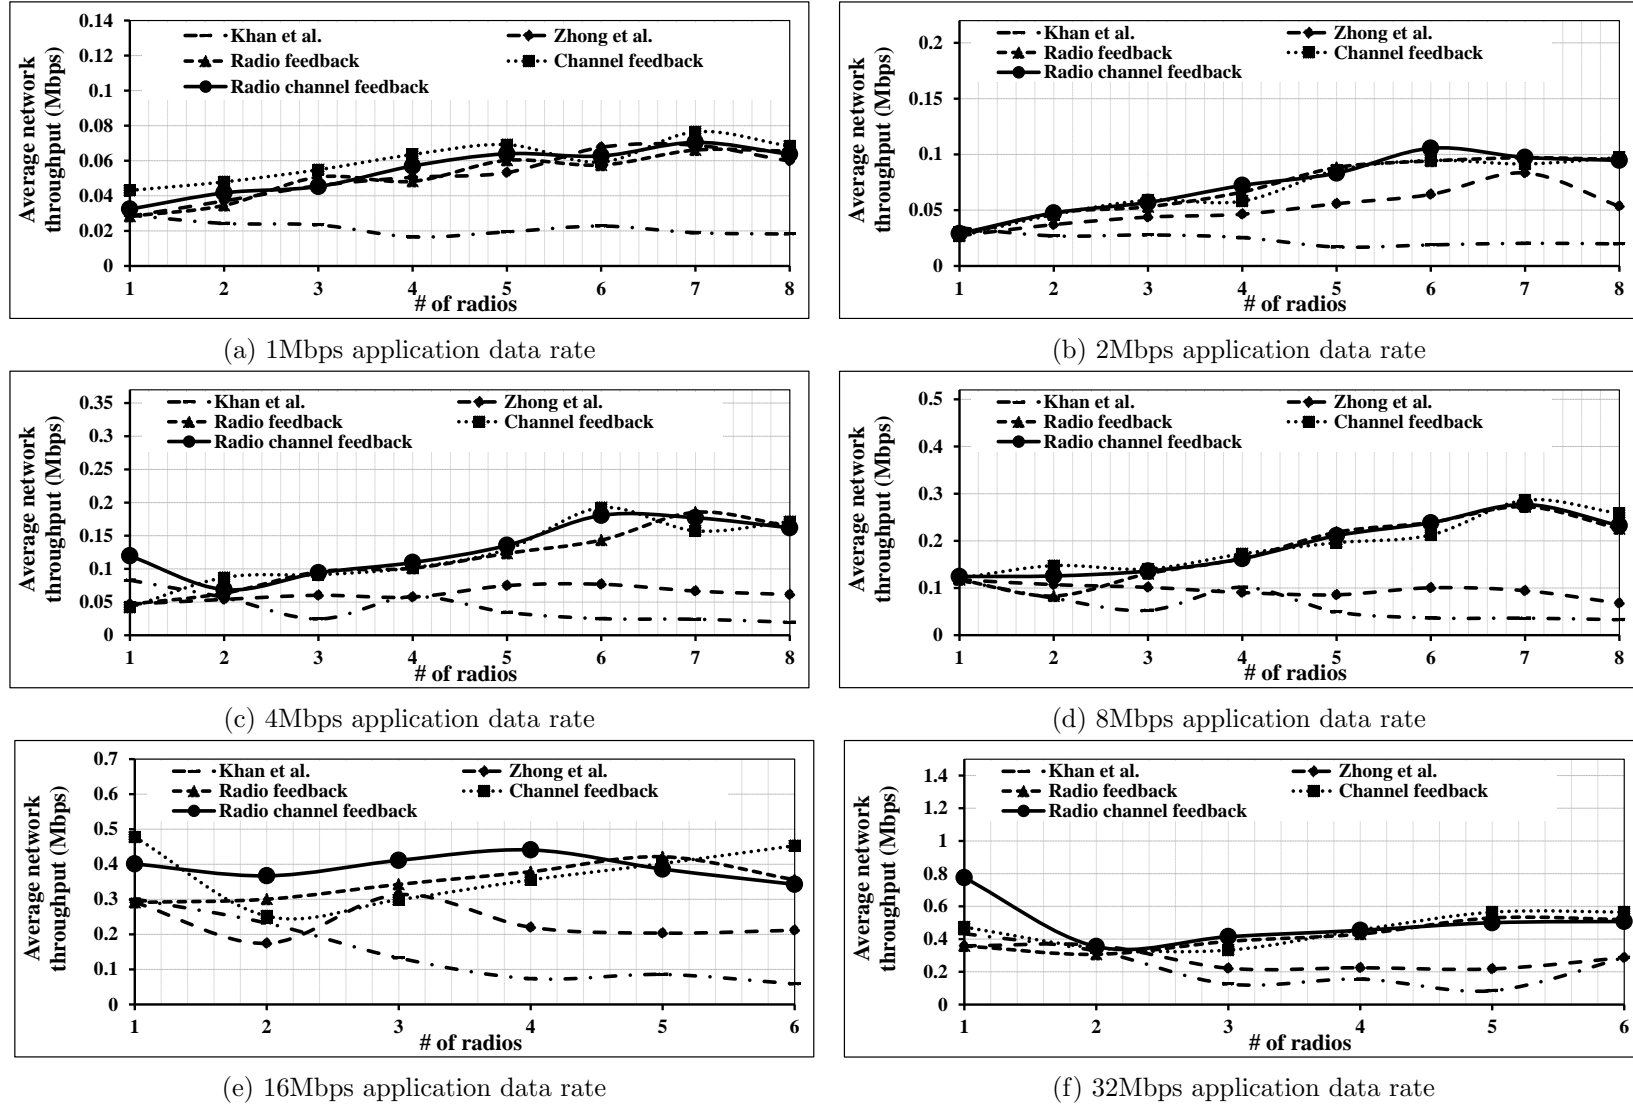 Average network
throughput (Mbps)
0.14
0.12
0.1
0.08
0.06
0.04
0.02
0
Khan et al.
Zhong et al.
Radio feedback
Channel feedback
Radio channel feedback
1 2 3 4 5 6 7 8
# of radios
(a) 1Mbps application data rate
Average network
throughput (Mbps)
0.2
0.15
0.1
0.05
0
Khan et al.
Zhong et al.
Radio feedback
Channel feedback
Radio channel feedback
1 2 3 4 5 6 7 8
# of radios
(b) 2Mbps application data rate
Average network
throughput (Mbps)
0.35
0.3
0.25
0.2
0.15
0.1
0.05
0
Khan et al.
Zhong et al.
Radio feedback
Channel feedback
Radio channel feedback
1 2 3 4 5 6 7 8
# of radios
(c) 4Mbps application data rate
Average network
throughput (Mbps)
0.5
0.4
0.3
0.2
0.1
0
Khan et al.
Zhong et al.
Radio feedback
Channel feedback
Radio channel feedback
1 2 3 4 5 6 7 8
# of radios
(d) 8Mbps application data rate
Average network
throughput (Mbps)
0.7
0.6
0.5
0.4
0.3
0.2
0.1
0
Khan et al.
Zhong et al.
Radio feedback
Channel feedback
Radio channel feedback
1 2 3 4 5 6
# of radios
(e) 16Mbps application data rate
Average network
throughput (Mbps)
1.4
1.2
1
0.8
0.6
0.4
0.2
0
Khan et al.
Zhong et al.
Radio feedback
Channel feedback
Radio channel feedback
1 2 3 4 5 6
# of radios
(f) 32Mbps application data rate